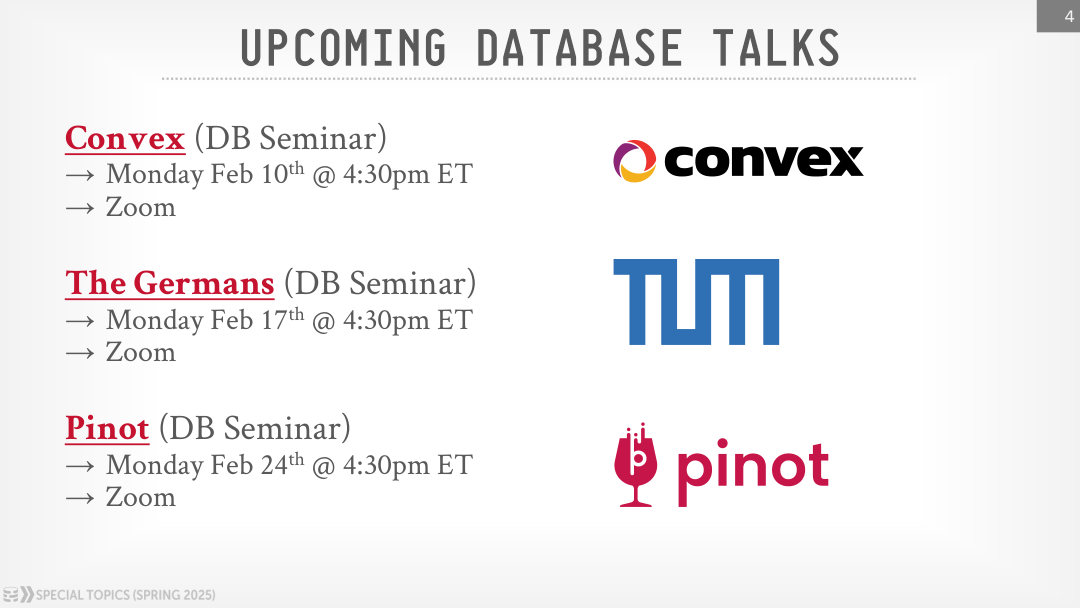 4
UPCOMING DATABASE TALKS
Convex (DB Seminar)
→ Monday Feb 10th @ 4:30pm ET
→ Zoom
convex
The Germans (DB Seminar)
→ Monday Feb 17th @ 4:30pm ET
→ Zoom
TUM
Pinot (DB Seminar)
→ Monday Feb 24th @ 4:30pm ET
→ Zoom
p pinot
SPECIAL TOPICS (SPRING 2025)